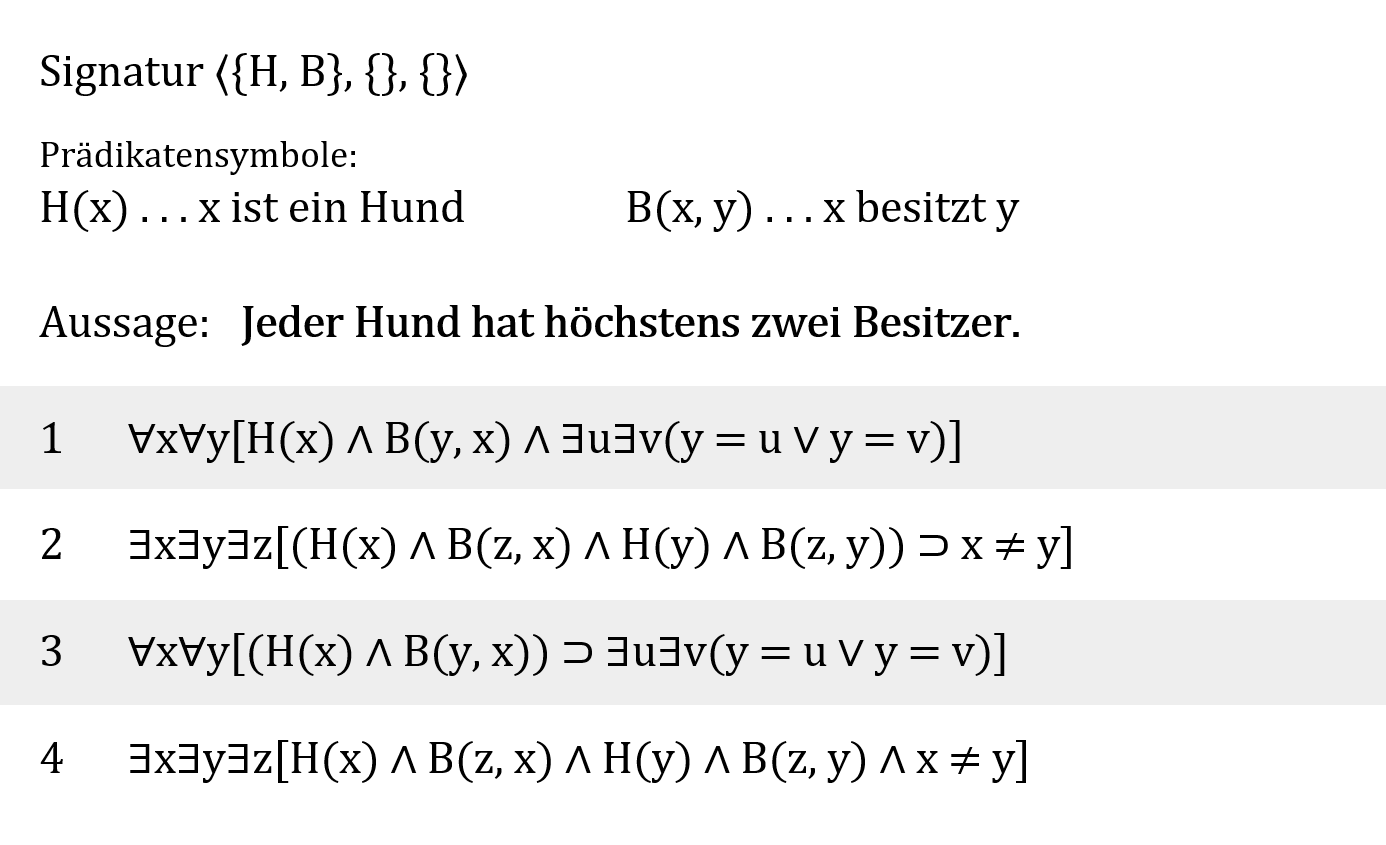 Signatur ⟨{H, B}, {}, {}⟩
Prädikatensymbole:
H(x) . . . x ist ein Hund B(x, y) . . . x besitzt y
Aussage: Jeder Hund hat höchstens zwei Besitzer.
1 ∀x∀y[H(x) ∧ B(y, x) ∧ ∃u∃v(y = u ∨ y = v)]
2 ∃x∃y∃z[(H(x) ∧ B(z, x) ∧ H(y) ∧ B(z, y)) ⊃ x ≠ y]
3 ∀x∀y[(H(x) ∧ B(y, x)) ⊃ ∃u∃v(y = u ∨ y = v)]
4 ∃x∃y∃z[H(x) ∧ B(z, x) ∧ H(y) ∧ B(z, y) ∧ x ≠ y]